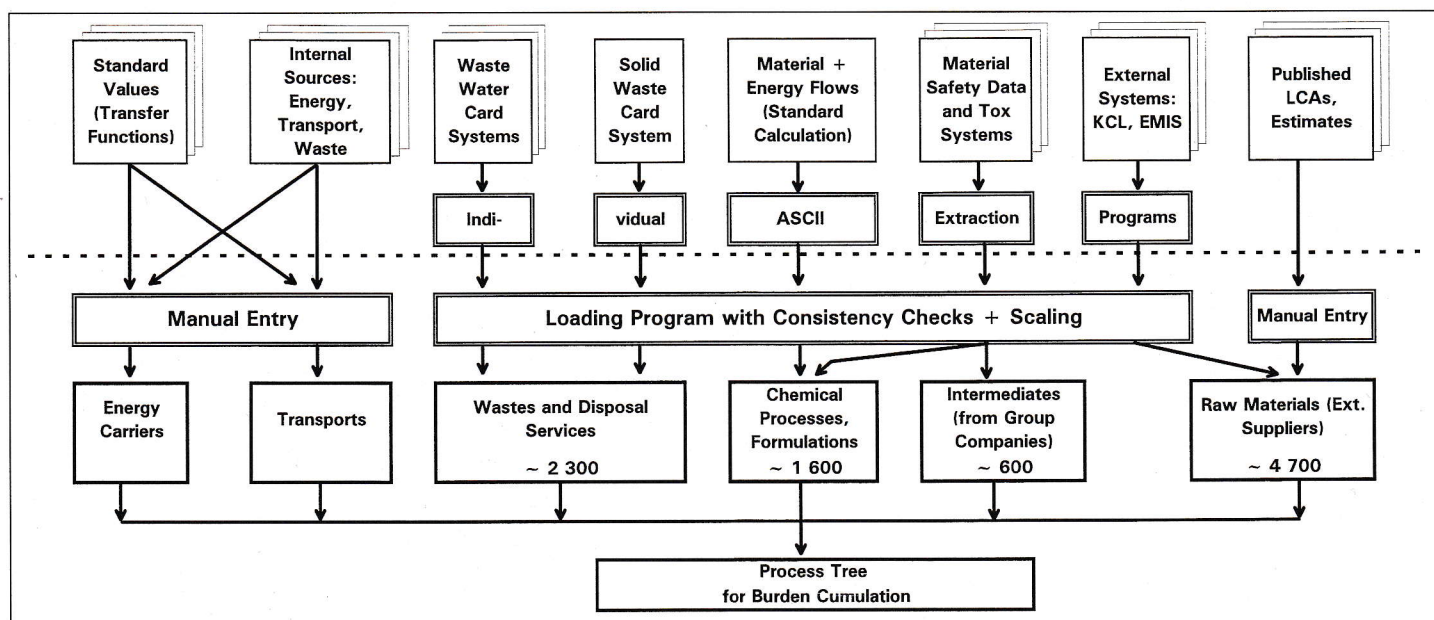 Standard
Values
(Transfer
Functions)
Internal
Sources:
Energy,
Transport,
Waste
Waste
Water
Card
Systems
Solid
Waste
Card
System
Material +
Energy Flows
(Standard
Calculation)
Material
Safety Data
and Tox
Systems
External
Systems:
KCL, EMIS
Published
LCAs,
Estimates
Indi-
vidual
ASCII
Extraction
Programs
Manual Entry
Loading Program with Consistency Checks + Scaling
Manual Entry
Energy
Carriers
Transports
Wastes and Disposal
Services
~ 2 300
Chemical
Processes,
Formulations
~ 1 600
Intermediates
(from Group
Companies)
~ 600
Raw Materials (Ext.
Suppliers)
~ 4 700
Process Tree
for Burden Cumulation